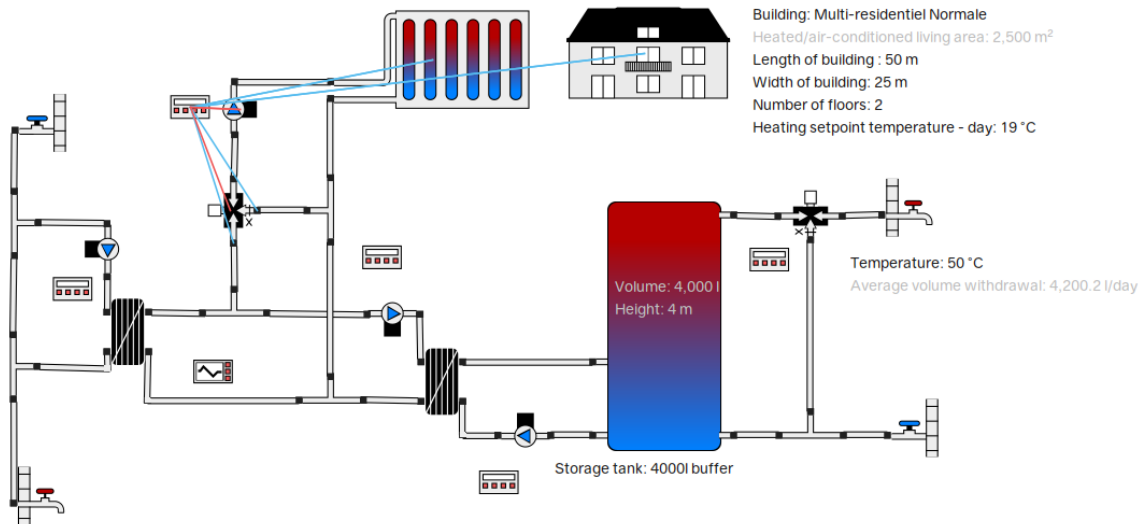 Building: Multi-residentiel Normale
Heated/air-conditioned living area: 2,500 m²
Length of building : 50 m
Width of building: 25 m
Number of floors: 2
Heating setpoint temperature - day: 19 °C
x
x
Temperature: 50 °C
Average volume withdrawal: 4,200.2 l/day
Volume: 4,000 l
Height: 4 m
Storage tank: 4000l buffer